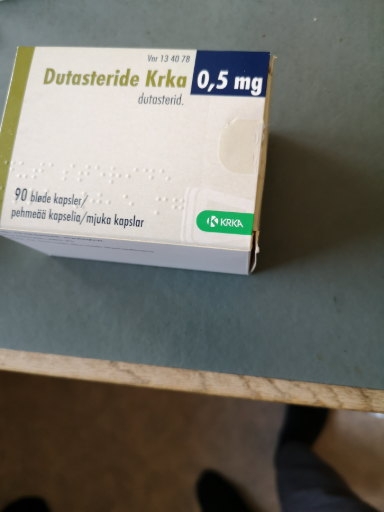 Vnr 13 40 78
Dutasteride Krka 0,5 mg
dutasterid.
90 bløde kapsler/
pehmeää kapselia/mjuka kapslar
KRKA